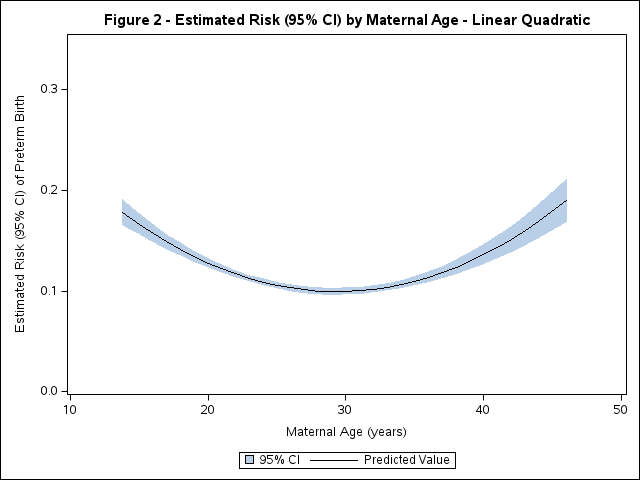 Figure 2 - Estimated Risk (95% CI) by Maternal Age - Linear Quadratic
Estimated Risk (95% CI) of Preterm Birth
0.3
0.2
0.1
0.0
10 20 30 40 50
Maternal Age (years)
95% CI Predicted Value